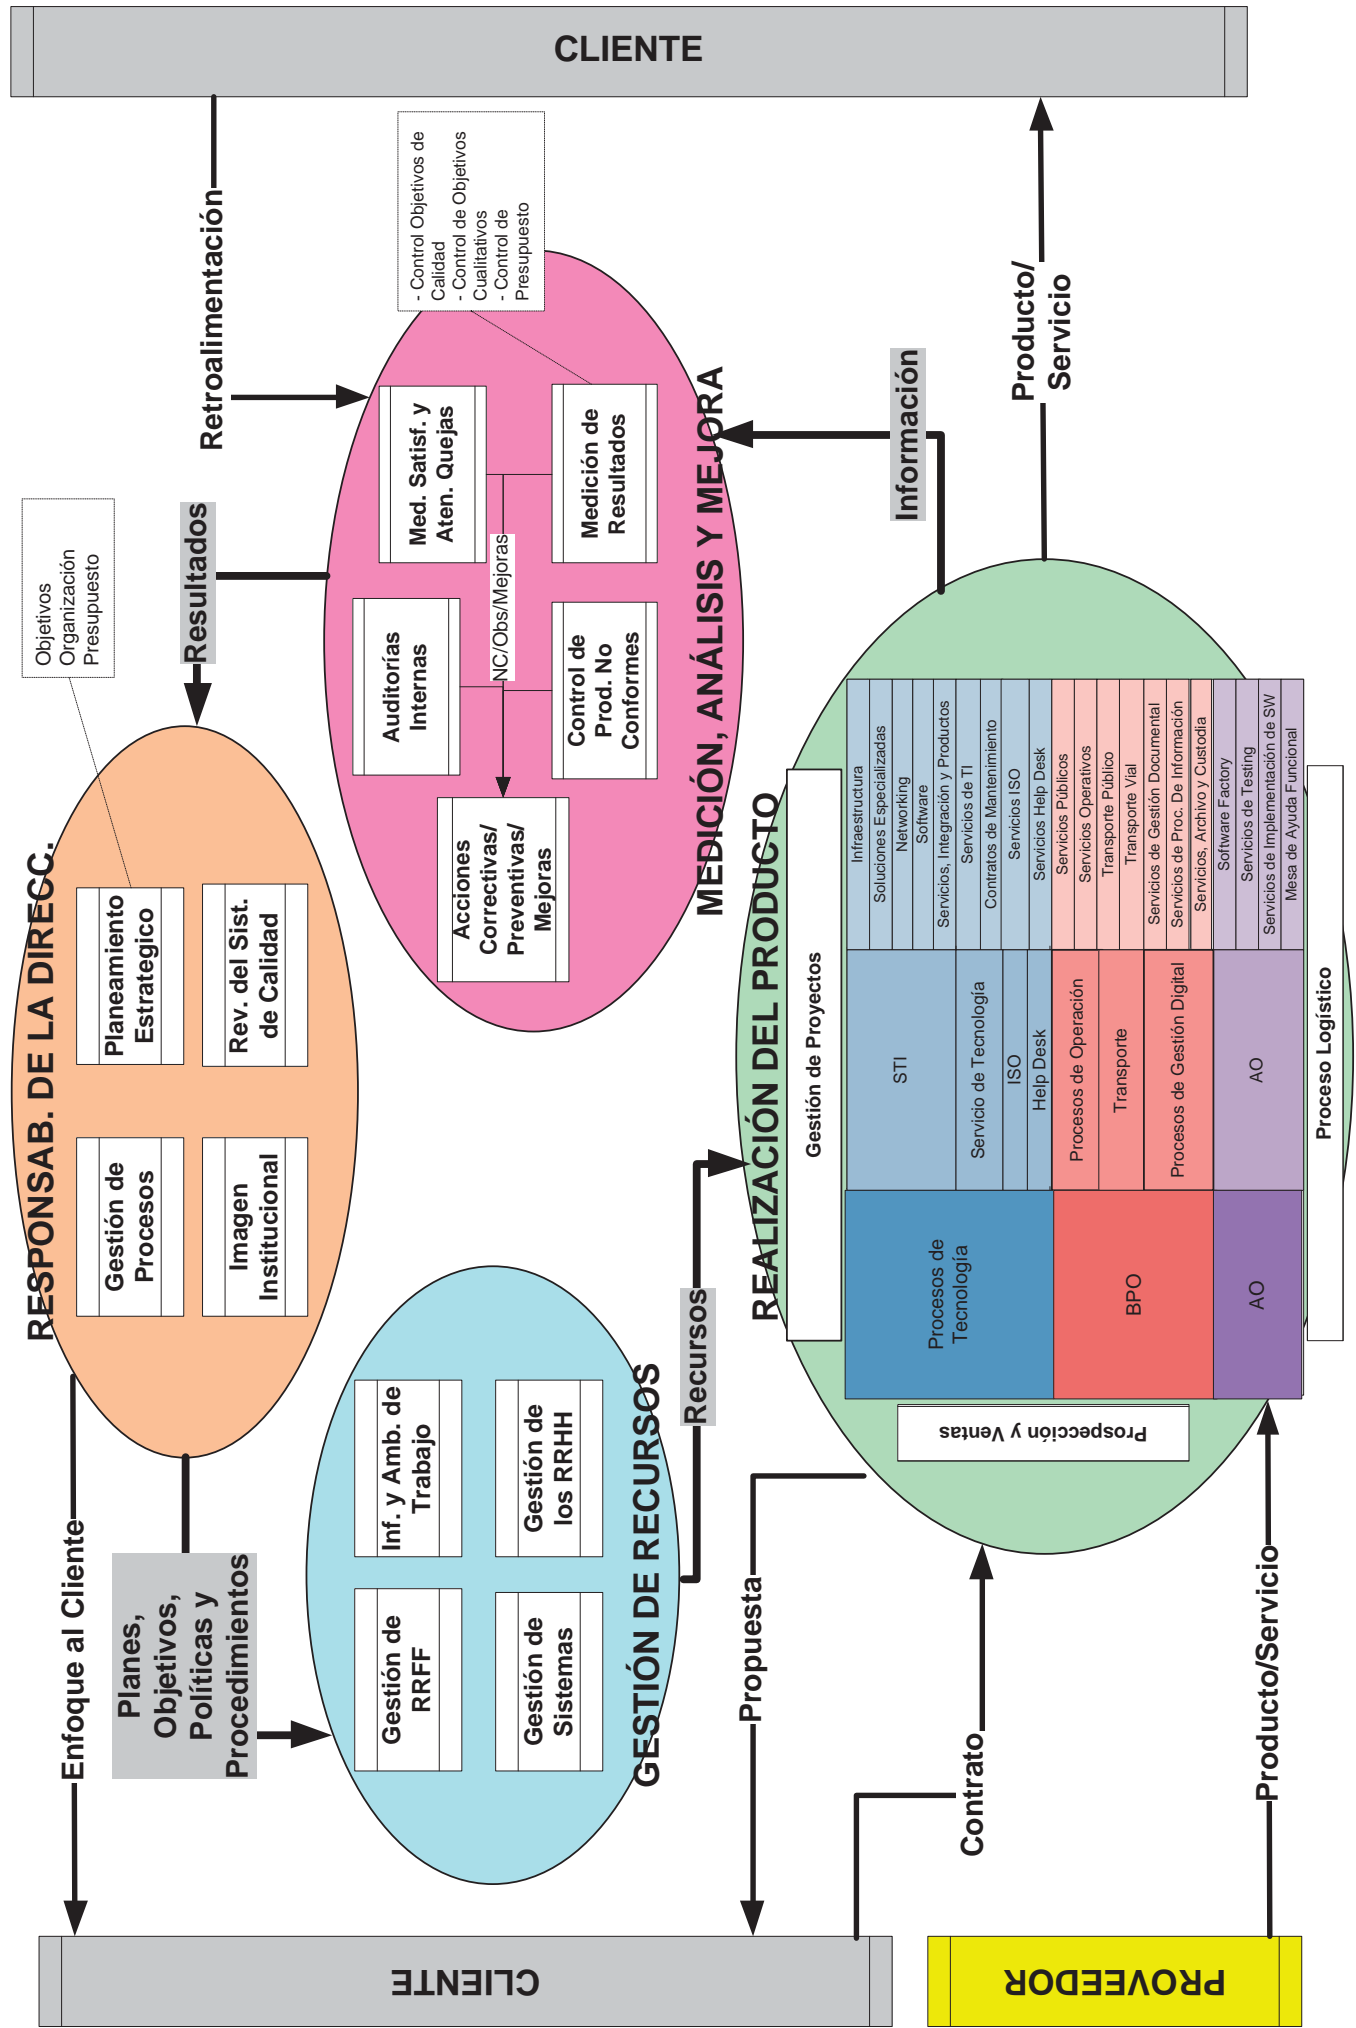 CLIENTE
Enfoque al Cliente
RESPONSAB. DE LA DIRECC.
Gestión de
Procesos
Planeamiento
Estrategico
Imagen
Institucional
Rev. del Sist.
de Calidad
Objetivos
Organización
Presupuesto
Resultados
Retroalimentación
CLIENTE
Planes,
Objetivos,
Políticas y
Procedimientos
Gestión de
RRFF
Inf. y Amb. de
Trabajo
Gestión de
Sistemas
Gestión de
los RRHH
GESTIÓN DE RECURSOS
Recursos
Auditorías
Internas
Med. Satisf. y
Aten. Quejas
Acciones
Correctivas/
Preventivas/
Mejoras
NC/Obs/Mejoras
Control de
Prod. No
Conformes
Medición de
Resultados
- Control Objetivos de
Calidad
- Control de Objetivos
Cualitativos
- Control de
Presupuesto
MEDICIÓN, ANÁLISIS Y MEJORA
Información
Propuesta
Contrato
REALIZACIÓN DEL PRODUCTO
Gestión de Proyectos
Prospección y Ventas
Procesos de
Tecnología
STI
Infraestructura
Soluciones Especializadas
Networking
Software
Servicios, Integración y Productos
Servicio de Tecnología
Servicios de TI
Contratos de Mantenimiento
ISO
Servicios ISO
Help Desk
Servicios Help Desk
BPO
Procesos de Operación
Servicios Públicos
Servicios Operativos
Transporte
Transporte Público
Transporte Vial
Procesos de Gestión Digital
Servicios de Gestión Documental
Servicios de Proc. De Información
Servicios, Archivo y Custodia
AO
AO
Software Factory
Servicios de Testing
Servicios de Implementación de SW
Mesa de Ayuda Funcional
Proceso Logístico
Producto/
Servicio
PROVEEDOR
Producto/Servicio